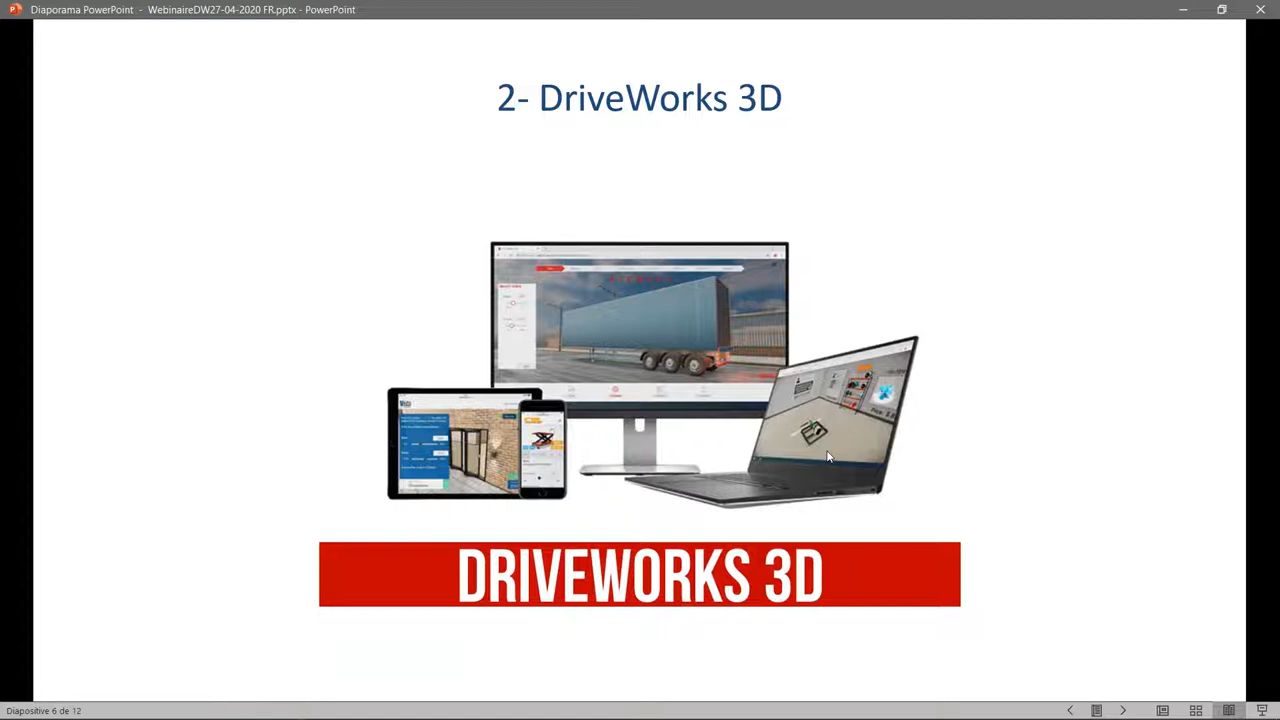 Diaporama PowerPoint - WebinaireDW27-04-2020 FR.pptx - PowerPoint
2- DriveWorks 3D
DRIVEWORKS 3D
Diapositive 6 de 12